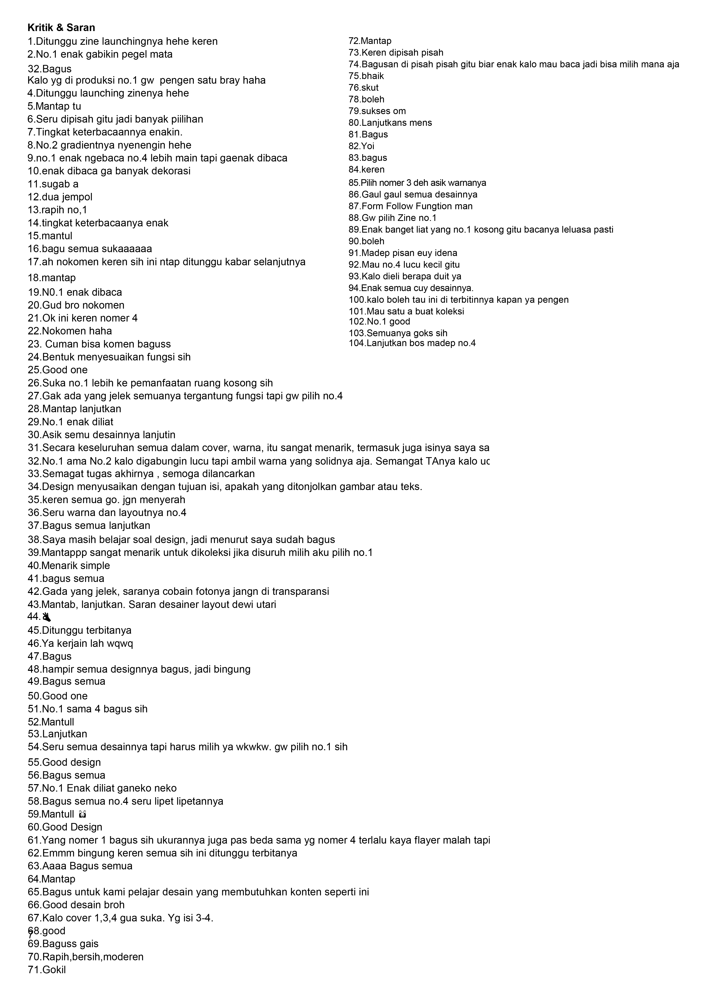 Kritik & Saran
1.Ditunggu zine launchingnya hehe keren
2.No.1 enak gabikin pegel mata
32.Bagus
Kalo yg di produksi no.1 gw  pengen satu bray haha
4.Ditunggu launching zinenya hehe
5.Mantap tu
6.Seru dipisah gitu jadi banyak piilihan
7.Tingkat keterbacaannya enakin.
8.No.2 gradientnya nyenengin hehe
9.no.1 enak ngebaca no.4 lebih main tapi gaenak dibaca
10.enak dibaca ga banyak dekorasi
11.sugab a
12.dua jempol
13.rapih no,1
14.tingkat keterbacaanya enak
15.mantul
16.bagu semua sukaaaaaa
17.ah nokomen keren sih ini ntap ditunggu kabar selanjutnya
18.mantap
19.N0.1 enak dibaca
20.Gud bro nokomen
21.Ok ini keren nomer 4
22.Nokomen haha
23. Cuman bisa komen baguss
24.Bentuk menyesuaikan fungsi sih
25.Good one
26.Suka no.1 lebih ke pemanfaatan ruang kosong sih
27.Gak ada yang jelek semuanya tergantung fungsi tapi gw pilih no.4
28.Mantap lanjutkan
29.No.1 enak diliat
30.Asik semu desainnya lanjutin
31.Secara keseluruhan semua dalam cover, warna, itu sangat menarik, termasuk juga isinya saya sa
32.No.1 ama No.2 kalo digabungin lucu tapi ambil warna yang solidnya aja. Semangat TAnya kalo
33.Semagat tugas akhirnya , semoga dilancarkan
34.Design menyusaikan dengan tujuan isi, apakah yang ditonjolkan gambar atau teks.
35.keren semua go. jgn menyerah
36.Seru warna dan layoutnya no.4
37.Bagus semua lanjutkan
38.Saya masih belajar soal design, jadi menurut saya sudah bagus
39.Mantappp sangat menarik untuk dikoleksi jika disuruh milih aku pilih no.1
40.Menarik simple
41.bagus semua
42.Gada yang jelek, saranya cobain fotonya jangn di transparansi
43.Mantab, lanjutkan. Saran desainer layout dewi utari
44.👌
45.Ditunggu terbitanya
46.Ya kerjain lah wqwq
47.Bagus
48.hampir semua designnya bagus, jadi bingung
49.Bagus semua
50.Good one
51.No.1 sama 4 bagus sih
52.Mantull
53.Lanjutkan
54.Seru semua desainnya tapi harus milih ya wkwkw. gw pilih no.1 sih
55.Good design
56.Bagus semua
57.No.1 Enak diliat ganeko neko
58.Bagus semua no.4 seru lipet lipetannya
59.Mantull
60.Good Design
61.Yang nomer 1 bagus sih ukurannya juga pas beda sama yg nomer 4 terlalu kaya flayer malah tapi
62.Emmm bingung keren semua sih ini ditunggu terbitanya
63.Aaaa Bagus semua
64.Mantap
65.Bagus untuk kami pelajar desain yang membutuhkan konten seperti ini
66.Good desain broh
67.Kalo cover 1,3,4 gua suka. Yg isi 3-4.
68.good
7
69.Baguss gais
70.Rapih,bersih,moderen
71.Gokil
72.Mantap
73.Keren dipisah pisah
74.Bagusan di pisah pisah gitu biar enak kalo mau baca jadi bisa milih mana aja
75.bhaik
76.skut
78.boleh
79.sukses om
80.Lanjutkans mens
81.Bagus
82.Yoi
83.bagus
84.keren
85.Pilih nomer 3 deh asik warnanya
86.Gaul gaul semua desainnya
87.Form Follow Fungtion man
88.Gw pilih Zine no.1
89.Enak banget liat yang no.1 kosong gitu bacanya leluasa pasti
90.boleh
91.Madep pisan euy idena
92.Mau no.4 lucu kecil gitu
93.Kalo dieli berapa duit ya
94.Enak semua cuy desainnya.
100.kalo boleh tau ini di terbitinnya kapan ya pengen
101.Mau satu a buat koleksi
102.No.1 good
103.Semuanya goks sih
104.Lanjutkan bos madep no.4